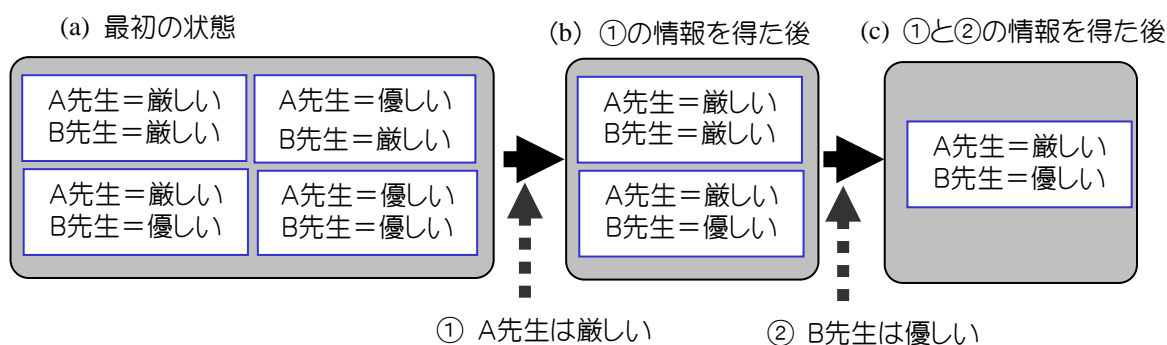 (a) 最初の状態
A先生＝厳しい
B先生＝厳しい
A先生＝優しい
B先生＝厳しい
A先生＝厳しい
B先生＝優しい
A先生＝優しい
B先生＝優しい
(b) ①の情報を得た後
A先生＝厳しい
B先生＝厳しい
A先生＝厳しい
B先生＝優しい
(c) ①と②の情報を得た後
A先生＝厳しい
B先生＝優しい
① A先生は厳しい
② B先生は優しい